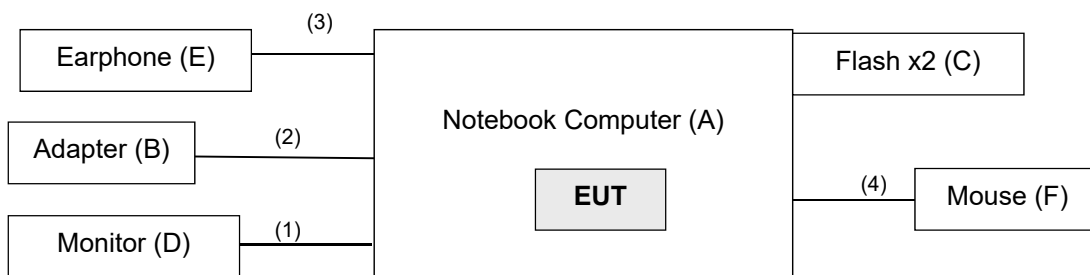 (3)
Earphone (E)
Flash x2 (C)
Notebook Computer (A)
Adapter (B)
(2)
EUT
(4)
Mouse (F)
Monitor (D)
(1)